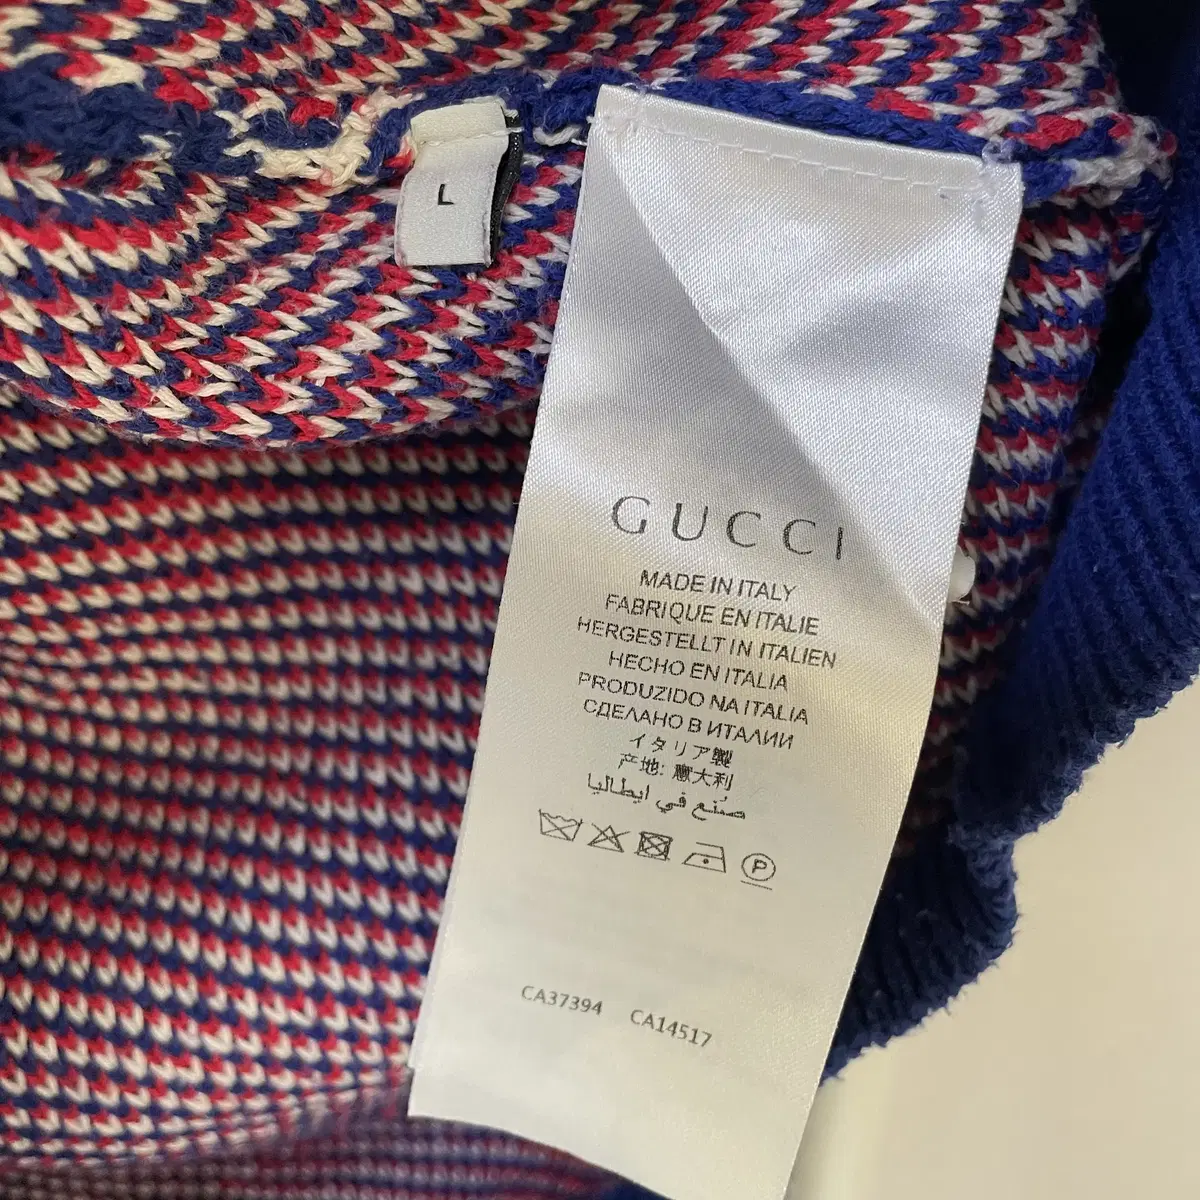 L
GUCCI
MADE IN ITALY
FABRIQUE EN ITALIE
HERGESTELLT IN ITALIEN
HECHO EN ITALIA
PRODUZIDO NA ITALIA
СДЕЛАНО В ИТАЛИИ
イタリア製
产地: 意大利
صنع في ايطاليا
P
CA37394 CA14517